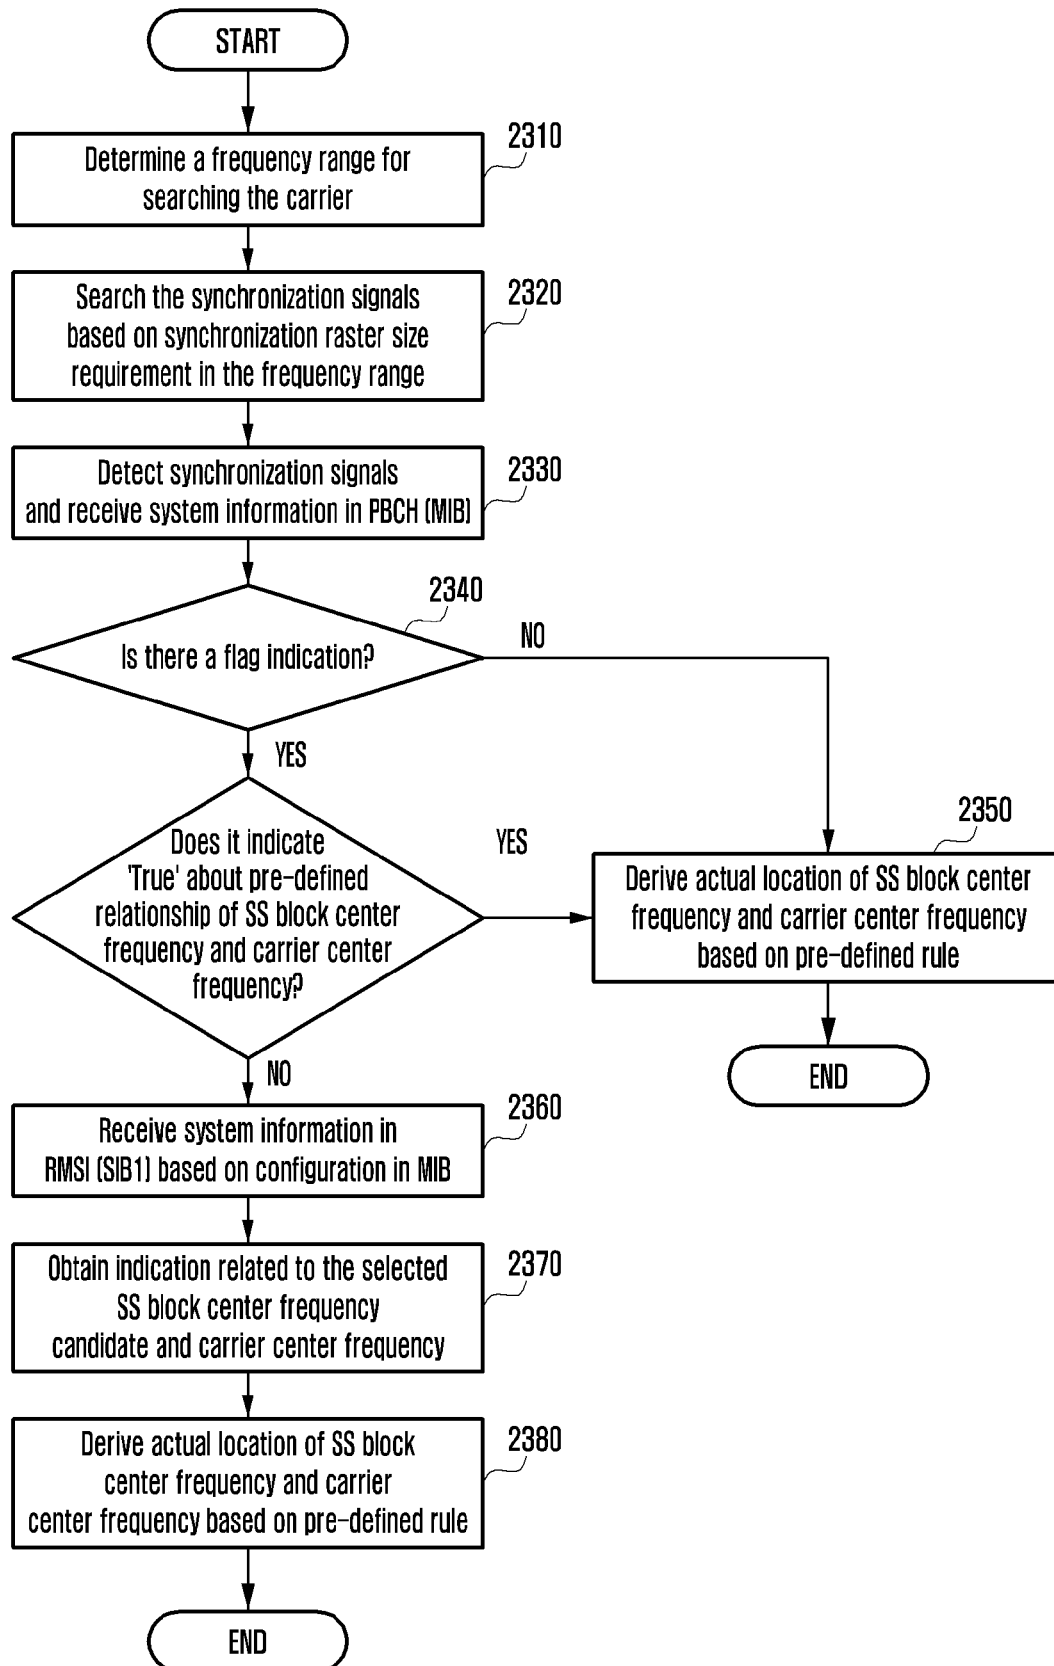 START
2310
Determine a frequency range for
searching the carrier
2320
Search the synchronization signals
based on synchronization raster size
requirement in the frequency range
2330
Detect synchronization signals
and receive system information in PBCH (MIB)
2340
Is there a flag indication?
NO
YES
Does it indicate
'True' about pre-defined
relationship of SS block center
frequency and carrier center
frequency?
YES
2350
Derive actual location of SS block center
frequency and carrier center frequency
based on pre-defined rule
END
NO
2360
Receive system information in
RMSI (SIB1) based on configuration in MIB
2370
Obtain indication related to the selected
SS block center frequency
candidate and carrier center frequency
2380
Derive actual location of SS block
center frequency and carrier
center frequency based on pre-defined rule
END